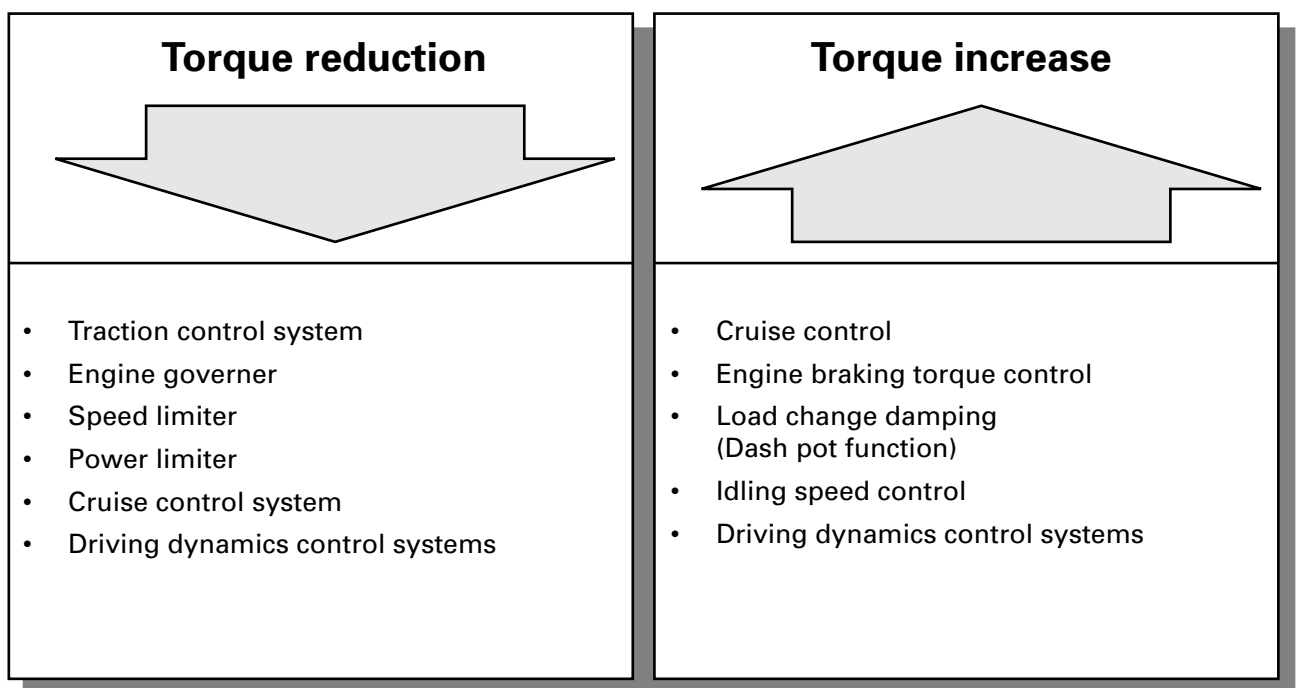 Torque reduction
• Traction control system
• Engine governer
• Speed limiter
• Power limiter
• Cruise control system
• Driving dynamics control systems
Torque increase
• Cruise control
• Engine braking torque control
• Load change damping
(Dash pot function)
• Idling speed control
• Driving dynamics control systems